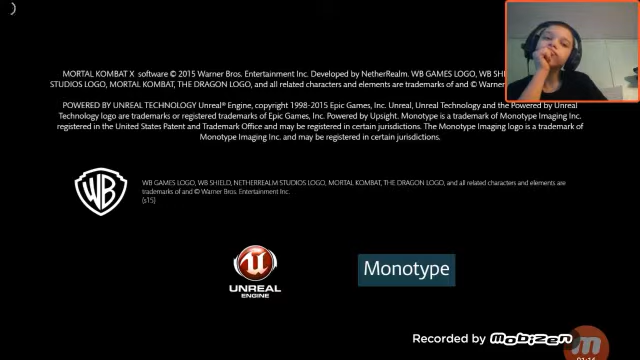 MORTAL KOMBAT X software © 2015 Warner Bros. Entertainment Inc. Developed by NetherRealm. WB GAMES LOGO, WB
STUDIOS LOGO, MORTAL KOMBAT, THE DRAGON LOGO, and all related characters and elements are trademarks of and © Warner
POWERED BY UNREAL TECHNOLOGY Unreal® Engine, copyright 1998-2015 Epic Games, Inc. Unreal, Unreal Technology and the Powered by Unreal
Technology logo are trademarks or registered trademarks of Epic Games, Inc. Powered by Upsight. Monotype is a trademark of Monotype Imaging Inc.
registered in the United States Patent and Trademark Office and may be registered in certain jurisdictions. The Monotype Imaging logo is a trademark of
Monotype Imaging Inc. and may be registered in certain jurisdictions.
WB
WB GAMES LOGO, WB SHIELD, NETHERREALM STUDIOS LOGO, MORTAL KOMBAT, THE DRAGON LOGO, and all related characters and elements are
trademarks of and © Warner Bros. Entertainment Inc.
(s15)
UNREAL
ENGINE
Monotype
Recorded by Mobizen
01:14